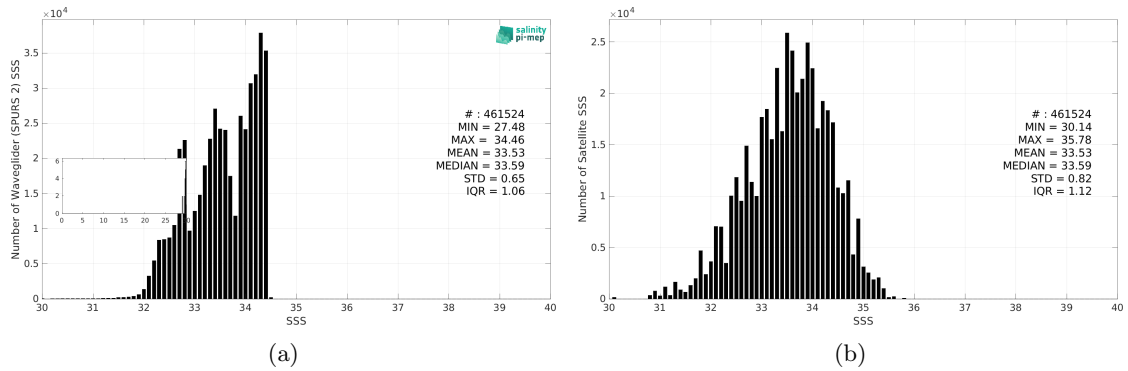 ×10⁴
salinity
pi-mep
Number of Waveglider (SPURS 2) SSS
3.5
3
2.5
2
1.5
1
0.5
0
# : 461524
MIN = 27.48
MAX = 34.46
MEAN = 33.53
MEDIAN = 33.59
STD = 0.65
IQR = 1.06
6
4
2
0
0 5 10 15 20 25
30 31 32 33 34 35 36 37 38 39 40
SSS
(a)
×10⁴
Number of Satellite SSS
2.5
2
1.5
1
0.5
0
# : 461524
MIN = 30.14
MAX = 35.78
MEAN = 33.53
MEDIAN = 33.59
STD = 0.82
IQR = 1.12
30 31 32 33 34 35 36 37 38 39 40
SSS
(b)